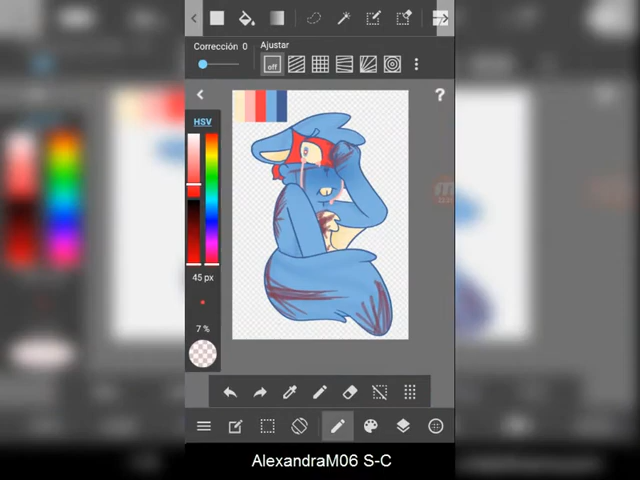 Corrección 0
Ajustar
off
?
HSV
45 px
7 %
AlexandraM06 S-C